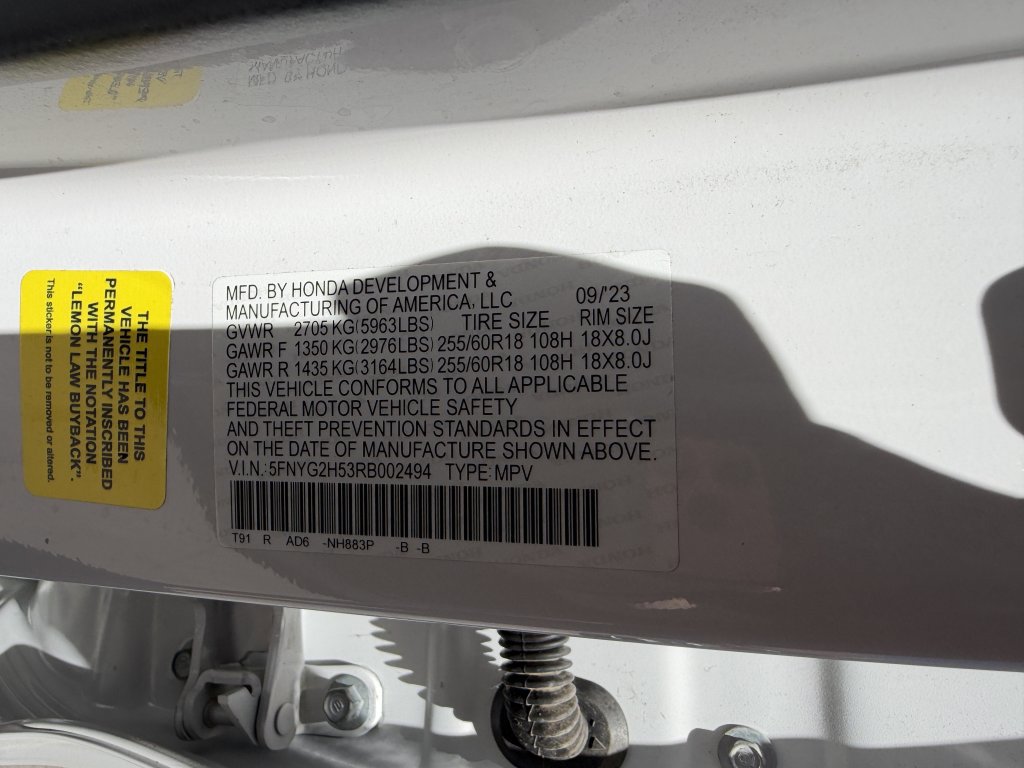 THE TITLE TO THIS
VEHICLE HAS BEEN
PERMANENTLY INSCRIBED
WITH THE NOTATION
“LEMON LAW BUYBACK”.
This sticker is not to be removed or altered.
MFD. BY HONDA DEVELOPMENT &
MANUFACTURING OF AMERICA, LLC 09/'23
GVWR 2705 KG(5963LBS) TIRE SIZE RIM SIZE
GAWR F 1350 KG(2976LBS) 255/60R18 108H 18X8.0J
GAWR R 1435 KG(3164LBS) 255/60R18 108H 18X8.0J
THIS VEHICLE CONFORMS TO ALL APPLICABLE
FEDERAL MOTOR VEHICLE SAFETY
AND THEFT PREVENTION STANDARDS IN EFFECT
ON THE DATE OF MANUFACTURE SHOWN ABOVE.
V.I.N.:5FNYG2H53RB002494 TYPE:MPV
T91 R AD6 -NH883P -B -B